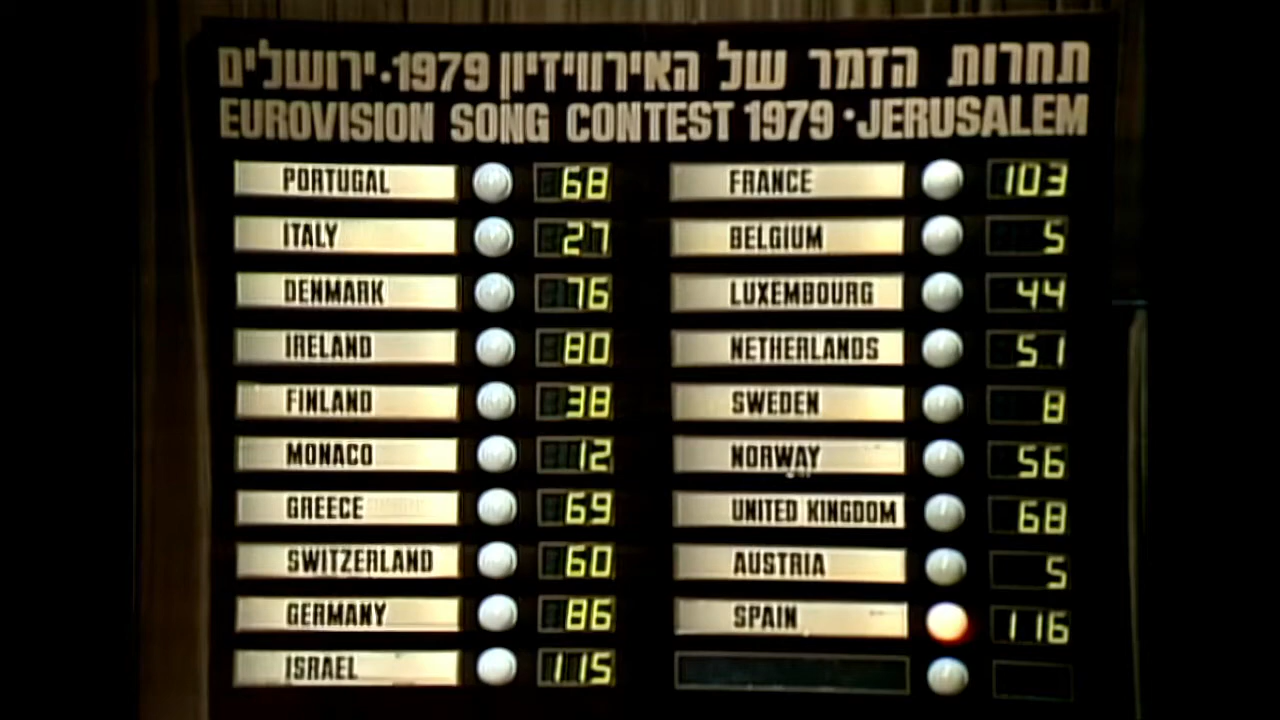 תחרות הזמר של האירוויזיון 1979 · ירושלים
EUROVISION SONG CONTEST 1979 · JERUSALEM
PORTUGAL 68
ITALY 27
DENMARK 76
IRELAND 80
FINLAND 38
MONACO 12
GREECE 69
SWITZERLAND 60
GERMANY 86
ISRAEL 115
FRANCE 103
BELGIUM 5
LUXEMBOURG 44
NETHERLANDS 51
SWEDEN 8
NORWAY 56
UNITED KINGDOM 68
AUSTRIA 5
SPAIN 116